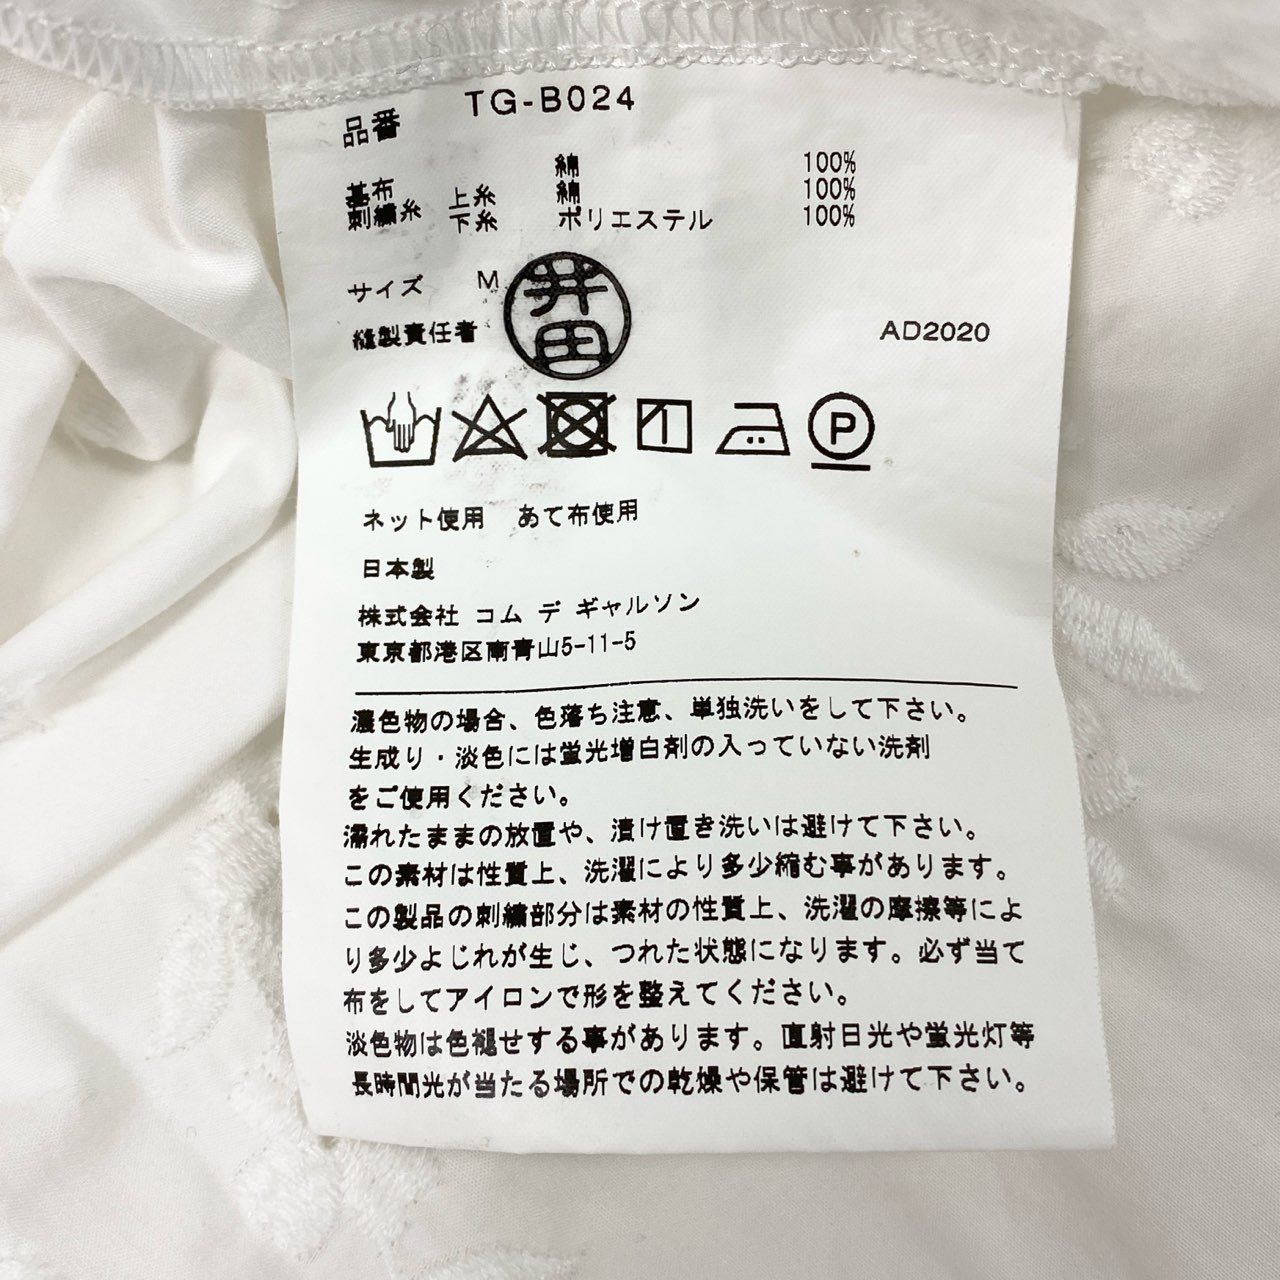 品番 TG-B024
綿 100%
基布 上糸 綿 100%
刺繍糸 下糸 ポリエステル 100%
サイズ M
縫製責任者 井田 AD2020
P
ネット使用 あて布使用
日本製
株式会社 コム デ ギャルソン
東京都港区南青山5-11-5
濃色物の場合、色落ち注意、単独洗いをして下さい。
生成り・淡色には蛍光増白剤の入っていない洗剤
をご使用ください。
濡れたままの放置や、漬け置き洗いは避けて下さい。
この素材は性質上、洗濯により多少縮む事があります。
この製品の刺繍部分は素材の性質上、洗濯の摩擦等によ
り多少よじれが生じ、つれた状態になります。必ず当て
布をしてアイロンで形を整えてください。
淡色物は色褪せする事があります。直射日光や蛍光灯等
長時間光が当たる場所での乾燥や保管は避けて下さい。